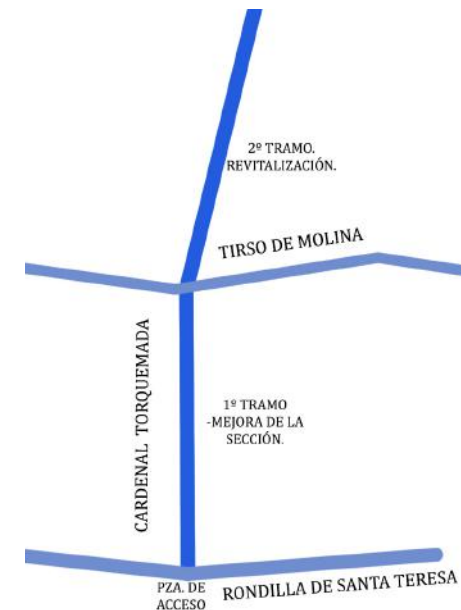 2º TRAMO.
REVITALIZACIÓN.
TIRSO DE MOLINA
CARDENAL TORQUEMADA
1º TRAMO
-MEJORA DE LA
SECCIÓN.
PZA. DE
ACCESO
RONDILLA DE SANTA TERESA